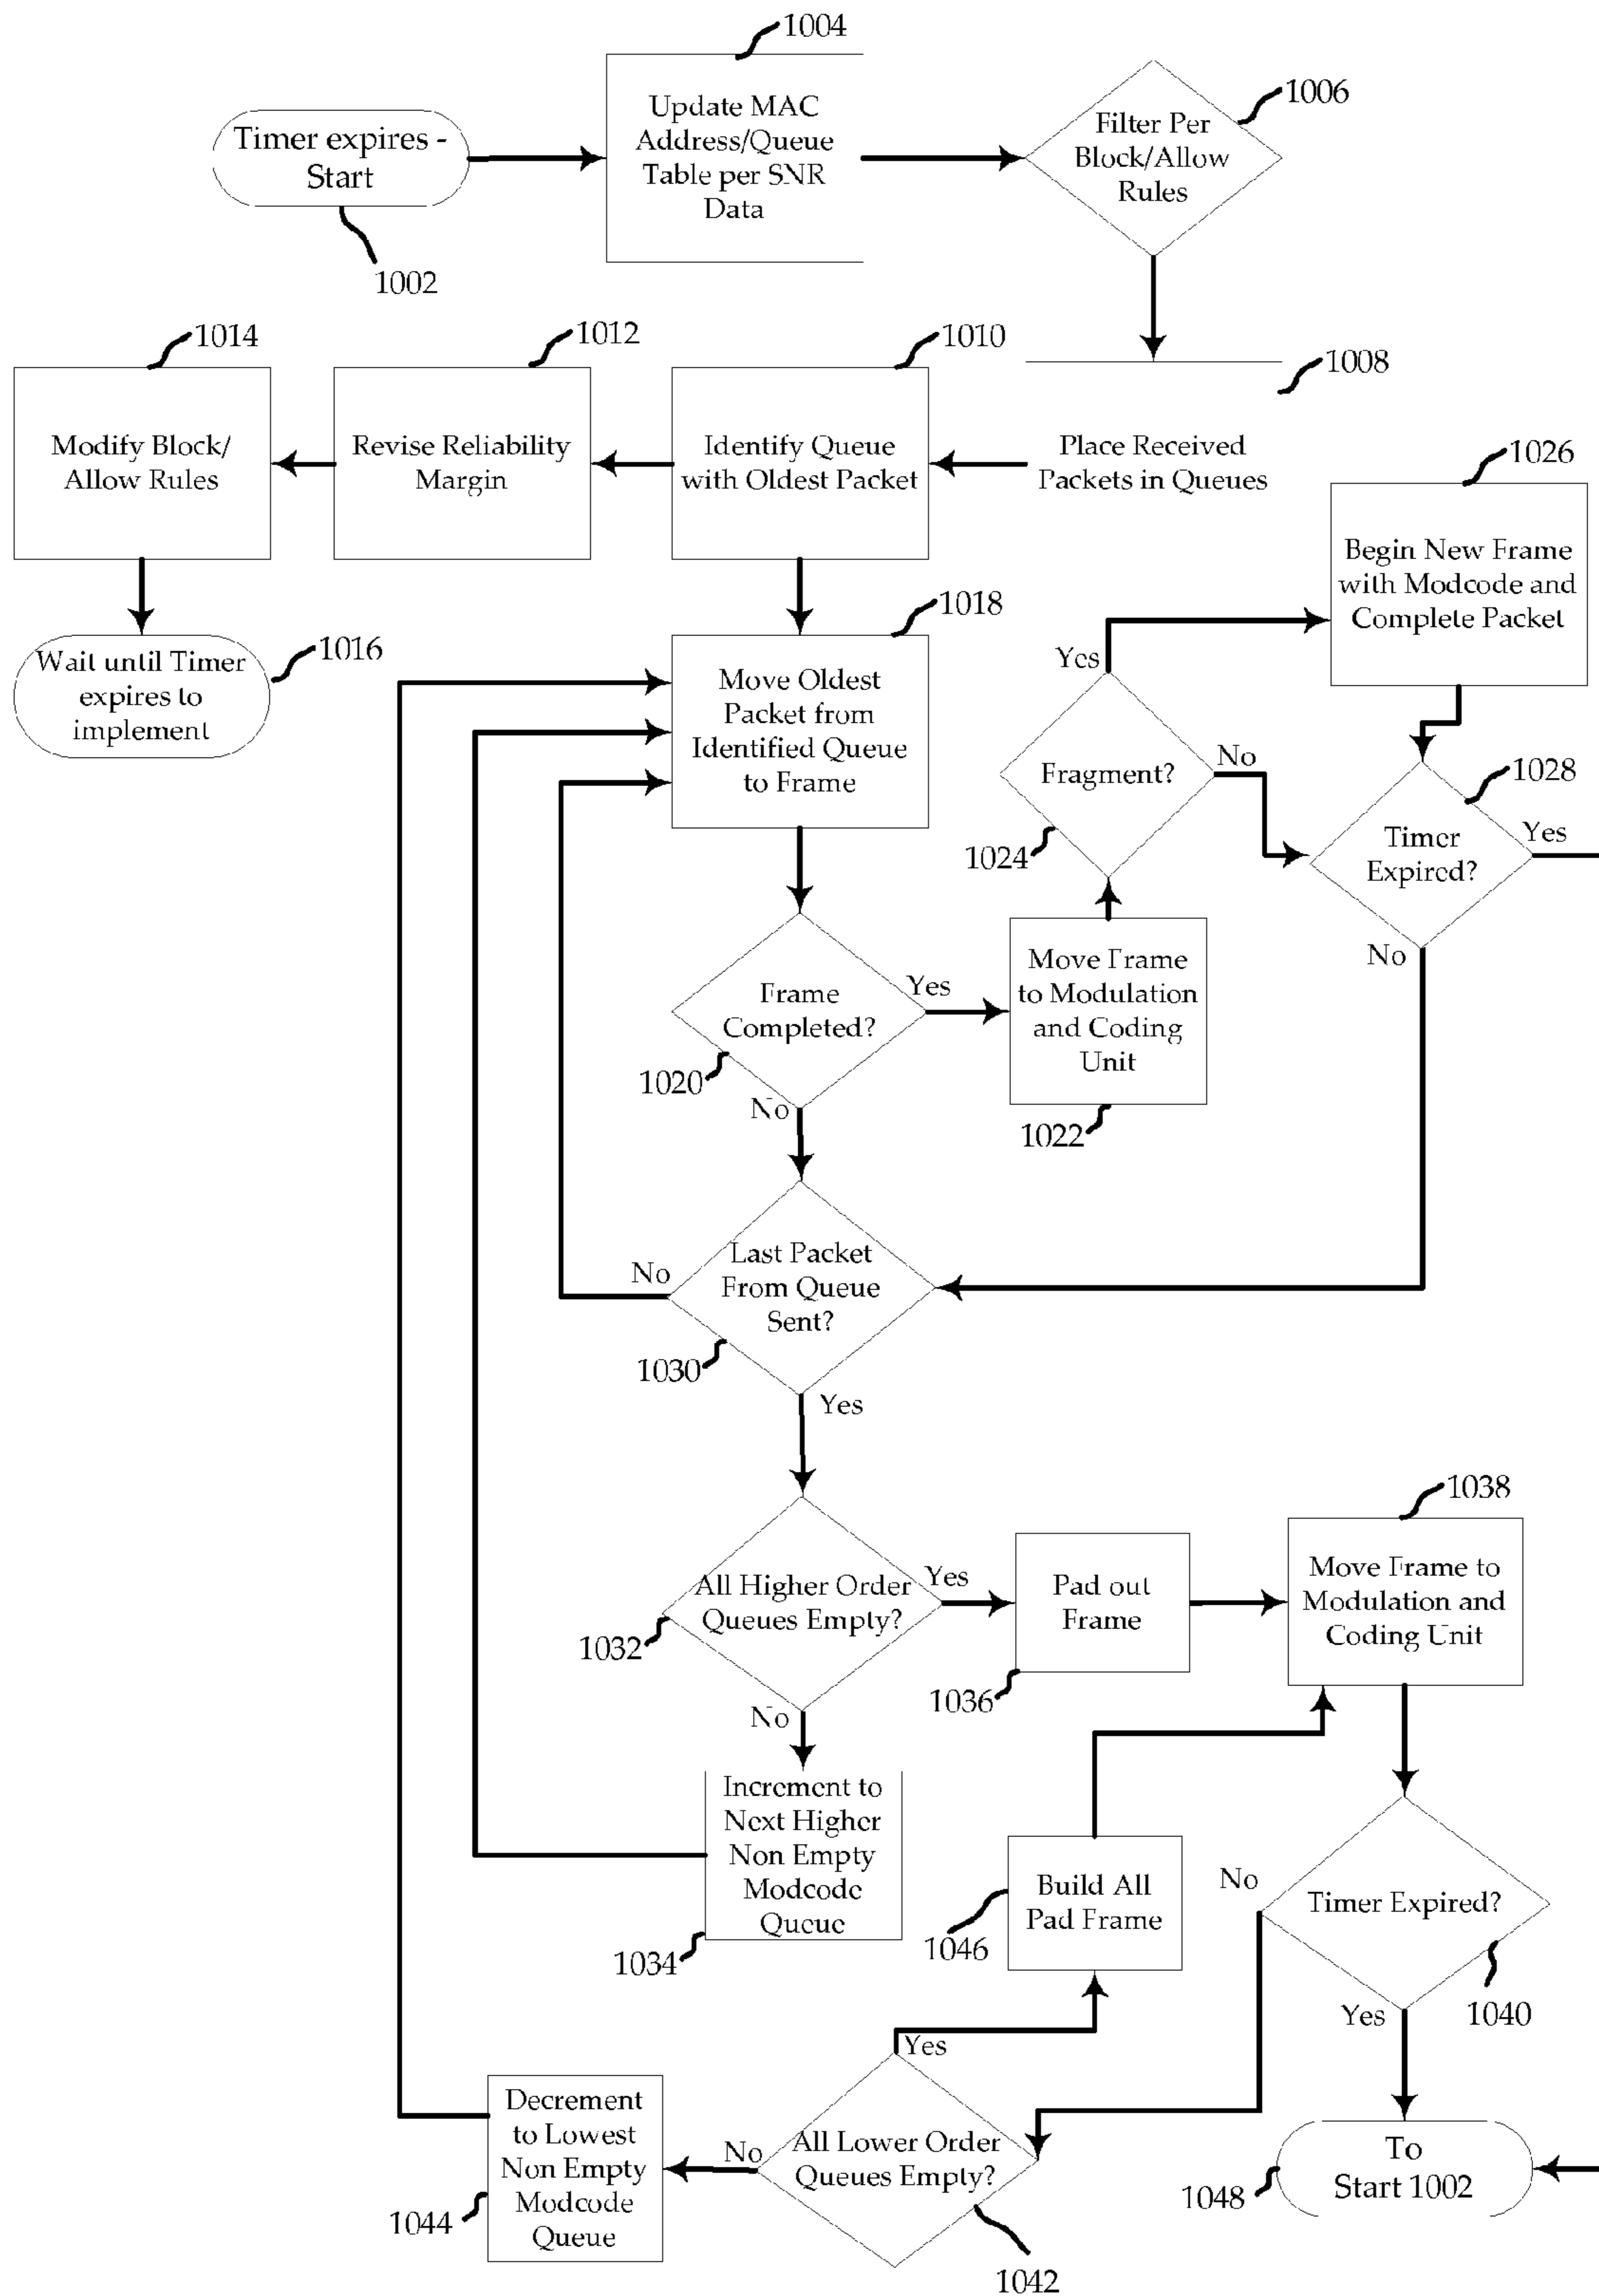 1004
Timer expires -
Start
1002
Update MAC
Address/Queue
Table per SNR
Data
Filter Per
Block/Allow
Rules
1006
1014
Modify Block/
Allow Rules
1012
Revise Reliability
Margin
1010
Identify Queue
with Oldest Packet
1008
Place Received
Packets in Queues
1016
Wait until Timer
expires to
implement
1018
Move Oldest
Packet from
Identified Queue
to Frame
1026
Begin New Frame
with Modcode and
Complete Packet
Yes
Fragment?
No
1024
1028
Timer
Expired?
Yes
No
Frame
Completed?
Yes
1020
No
Move Frame
to Modulation
and Coding
Unit
1022
Last Packet
From Queue
Sent?
No
1030
Yes
All Higher Order
Queues Empty?
Yes
1032
No
Pad out
Frame
1036
1038
Move Frame to
Modulation and
Coding Unit
Increment to
Next Higher
Non Empty
Modcode
Queue
1034
Build All
Pad Frame
1046
No
Timer Expired?
1040
Yes
Yes
Decrement
to Lowest
Non Empty
Modcode
Queue
1044
No
All Lower Order
Queues Empty?
1042
To
Start 1002
1048